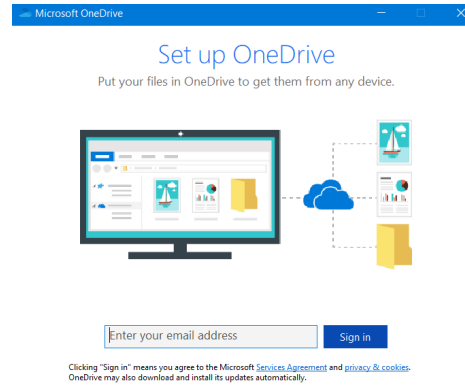 Microsoft OneDrive
Set up OneDrive
Put your files in OneDrive to get them from any device.
Enter your email address
Sign in
Clicking "Sign in" means you agree to the Microsoft Services Agreement and privacy & cookies.
OneDrive may also download and install its updates automatically.